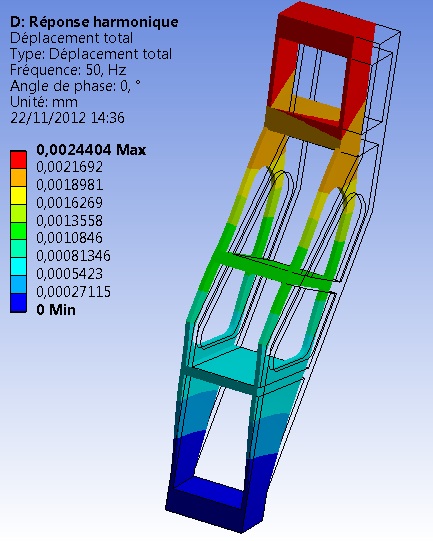 D: Réponse harmonique
Déplacement total
Type: Déplacement total
Fréquence: 50, Hz
Angle de phase: 0, °
Unité: mm
22/11/2012 14:36
0,0024404 Max
0,0021692
0,0018981
0,0016269
0,0013558
0,0010846
0,00081346
0,0005423
0,00027115
0 Min